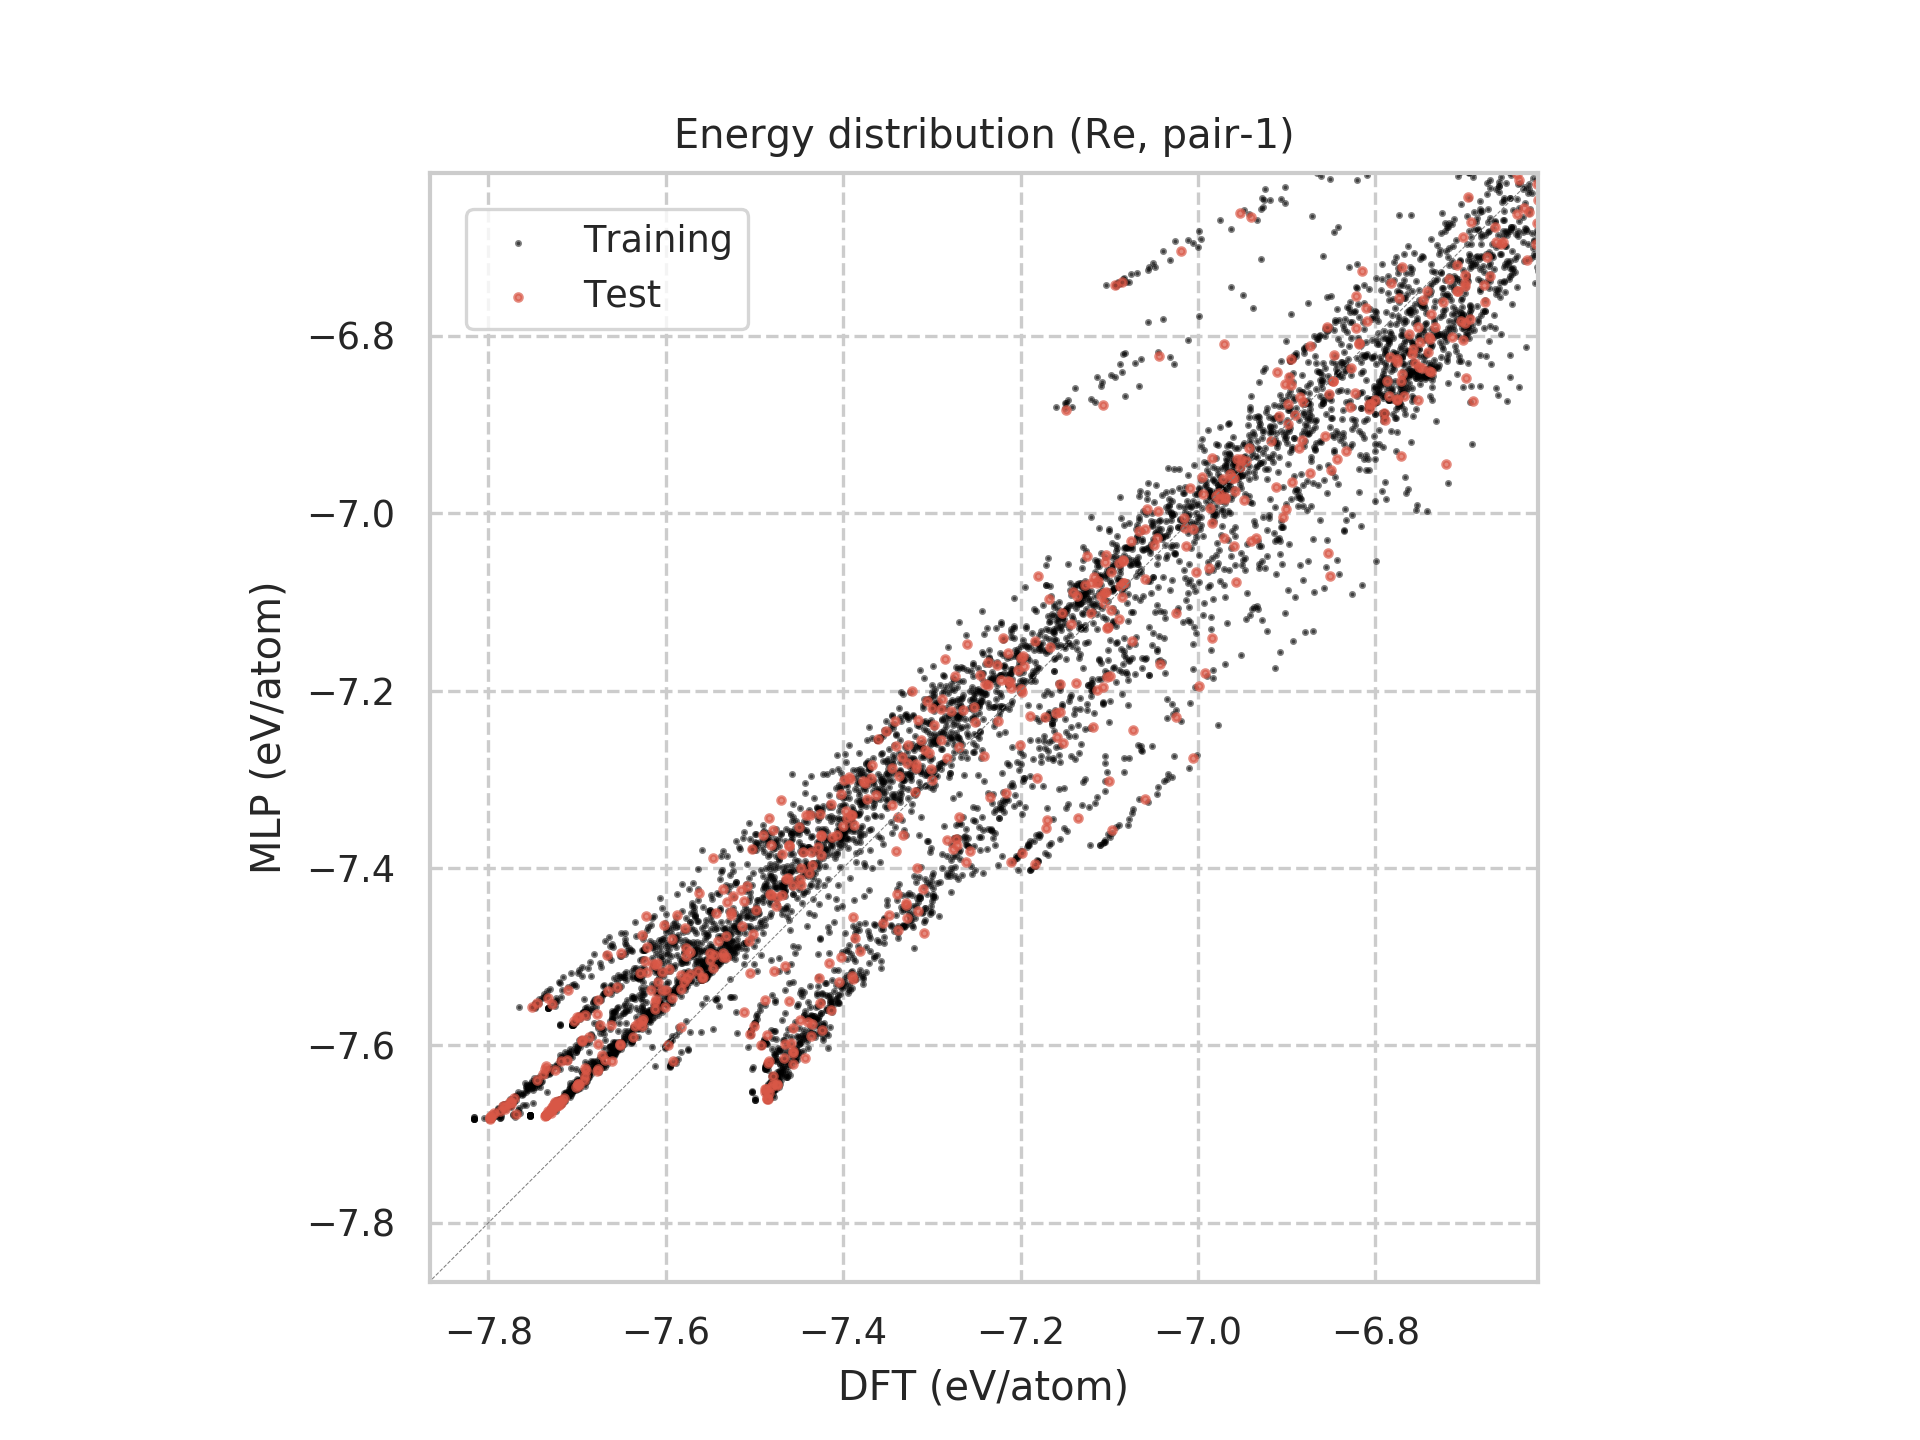 Energy distribution (Re, pair-1)
Training
Test
−6.8
−7.0
−7.2
−7.4
−7.6
−7.8
MLP (eV/atom)
−7.8 −7.6 −7.4 −7.2 −7.0 −6.8
DFT (eV/atom)